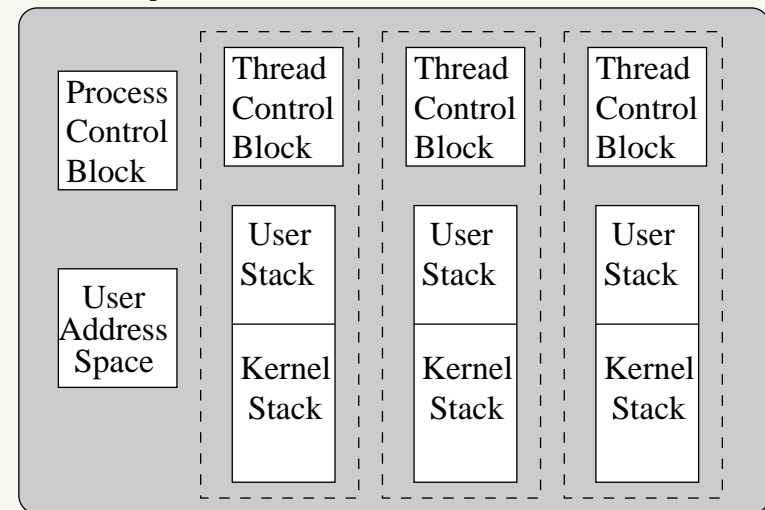 Process
Control
Block
User
Address
Space
Thread
Control
Block
User
Stack
Kernel
Stack
Thread
Control
Block
User
Stack
Kernel
Stack
Thread
Control
Block
User
Stack
Kernel
Stack